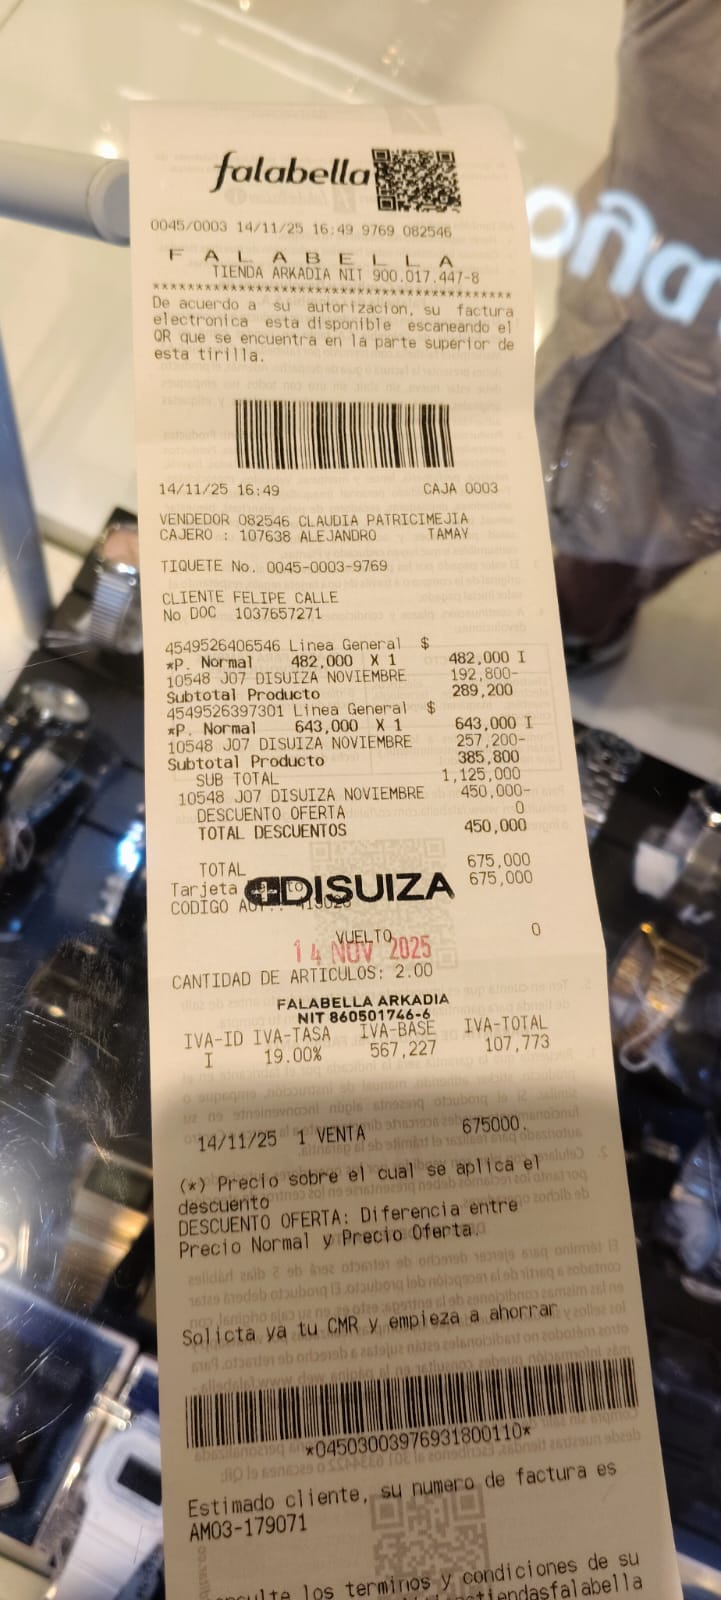 falabella
0045/0003 14/11/25 16:49 9769 082546
F A L A B E L L A
TIENDA ARKADIA NIT 900.017.447-8
****************************************************
De acuerdo a su autorizacion, su factura
electronica esta disponible escaneando el
QR que se encuentra en la parte superior de
esta tirilla.
14/11/25 16:49 CAJA 0003
VENDEDOR 082546 CLAUDIA PATRICIMEJIA
CAJERO : 107638 ALEJANDRO TAMAY
TIQUETE No. 0045-0003-9769
CLIENTE FELIPE CALLE
No DOC 1037657271
4549526406546 Linea General $
*P. Normal 482,000 X 1 482,000 I
10548 J07 DISUIZA NOVIEMBRE 192,800-
Subtotal Producto 289,200
4549526397301 Linea General $
*P. Normal 643,000 X 1 643,000 I
10548 J07 DISUIZA NOVIEMBRE 257,200-
Subtotal Producto 385,800
SUB TOTAL 1,125,000
10548 J07 DISUIZA NOVIEMBRE 450,000-
DESCUENTO OFERTA 0
TOTAL DESCUENTOS 450,000
TOTAL 675,000
Tarjeta 675,000
DISUIZA
CODIGO
VUELTO 0
14 NOV 2025
CANTIDAD DE ARTICULOS: 2.00
FALABELLA ARKADIA
NIT 860501746-6
IVA-ID IVA-TASA IVA-BASE IVA-TOTAL
I 19.00% 567,227 107,773
14/11/25 1 VENTA 675000.
(*) Precio sobre el cual se aplica el
descuento
DESCUENTO OFERTA: Diferencia entre
Precio Normal y Precio Oferta.
Solicta ya tu CMR y empieza a ahorrar
*04503003976931800110*
Estimado cliente, su numero de factura es
AM03-179071
los terminos y condiciones de su